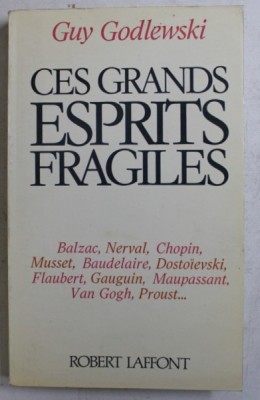 Guy Godlewski
CES GRANDS
ESPRITS
FRAGILES
Balzac, Nerval, Chopin,
Musset, Baudelaire, Dostoïevski,
Flaubert, Gauguin, Maupassant,
Van Gogh, Proust...
ROBERT LAFFONT